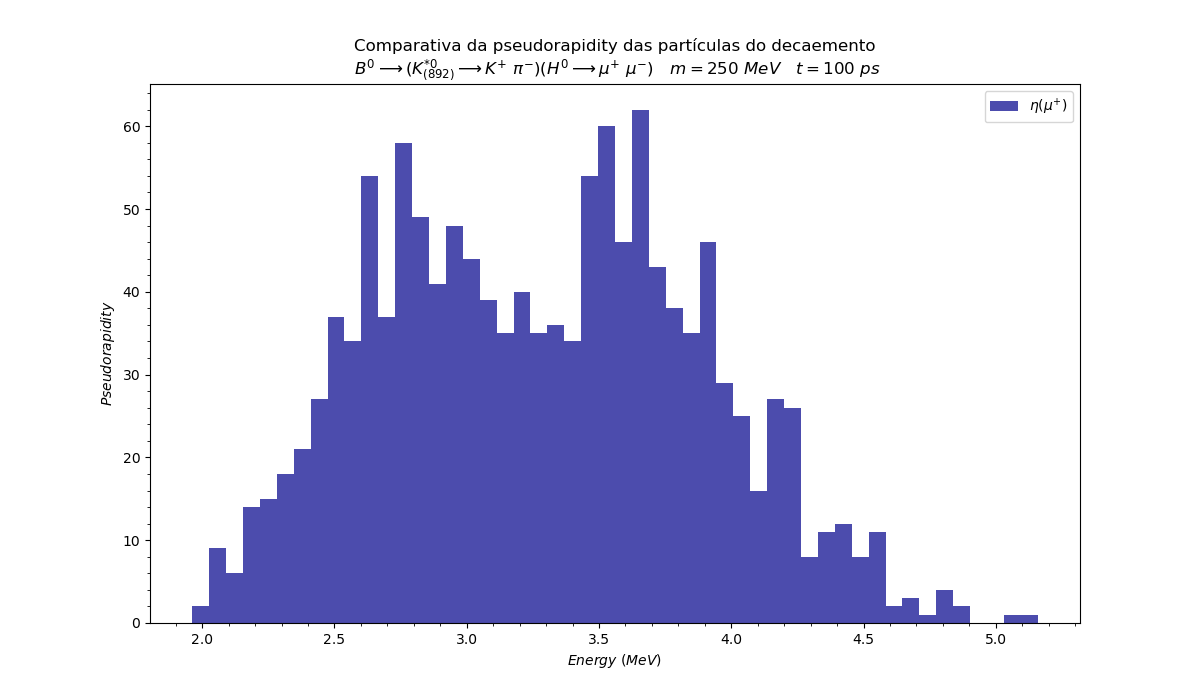 Comparativa da pseudorapidity das partículas do decaemento
B⁰ ⟶ (K*⁰₍₈₉₂₎ ⟶ K⁺ π⁻)(H⁰ ⟶ μ⁺ μ⁻) m = 250 MeV t = 100 ps
η(μ⁺)
60
50
40
30
20
10
0
Pseudorapidity
2.0 2.5 3.0 3.5 4.0 4.5 5.0
Energy (MeV)